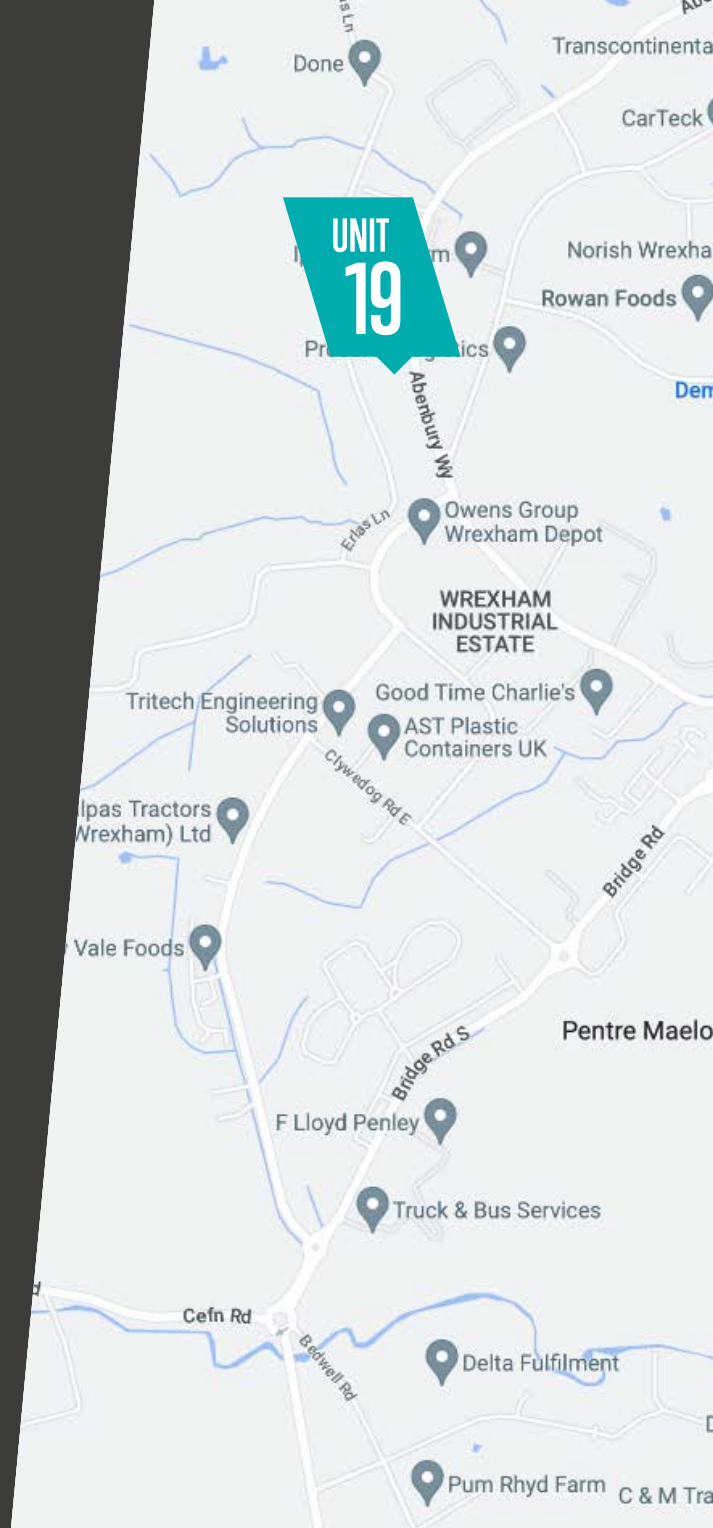 Done
Transcontinenta
CarTeck
UNIT
19
Norish Wrexha
Rowan Foods
Pr
ics
Dem
Abenbury Wy
Owens Group
Wrexham Depot
Erlas Ln
WREXHAM
INDUSTRIAL
ESTATE
Tritech Engineering
Solutions
Good Time Charlie's
AST Plastic
Containers UK
Clywedog Rd E
lpas Tractors
Wrexham) Ltd
Bridge Rd
Vale Foods
Pentre Maelo
Bridge Rd S
F Lloyd Penley
Truck & Bus Services
Cefn Rd
Bedwell Rd
Delta Fulfilment
Pum Rhyd Farm
C & M Tra